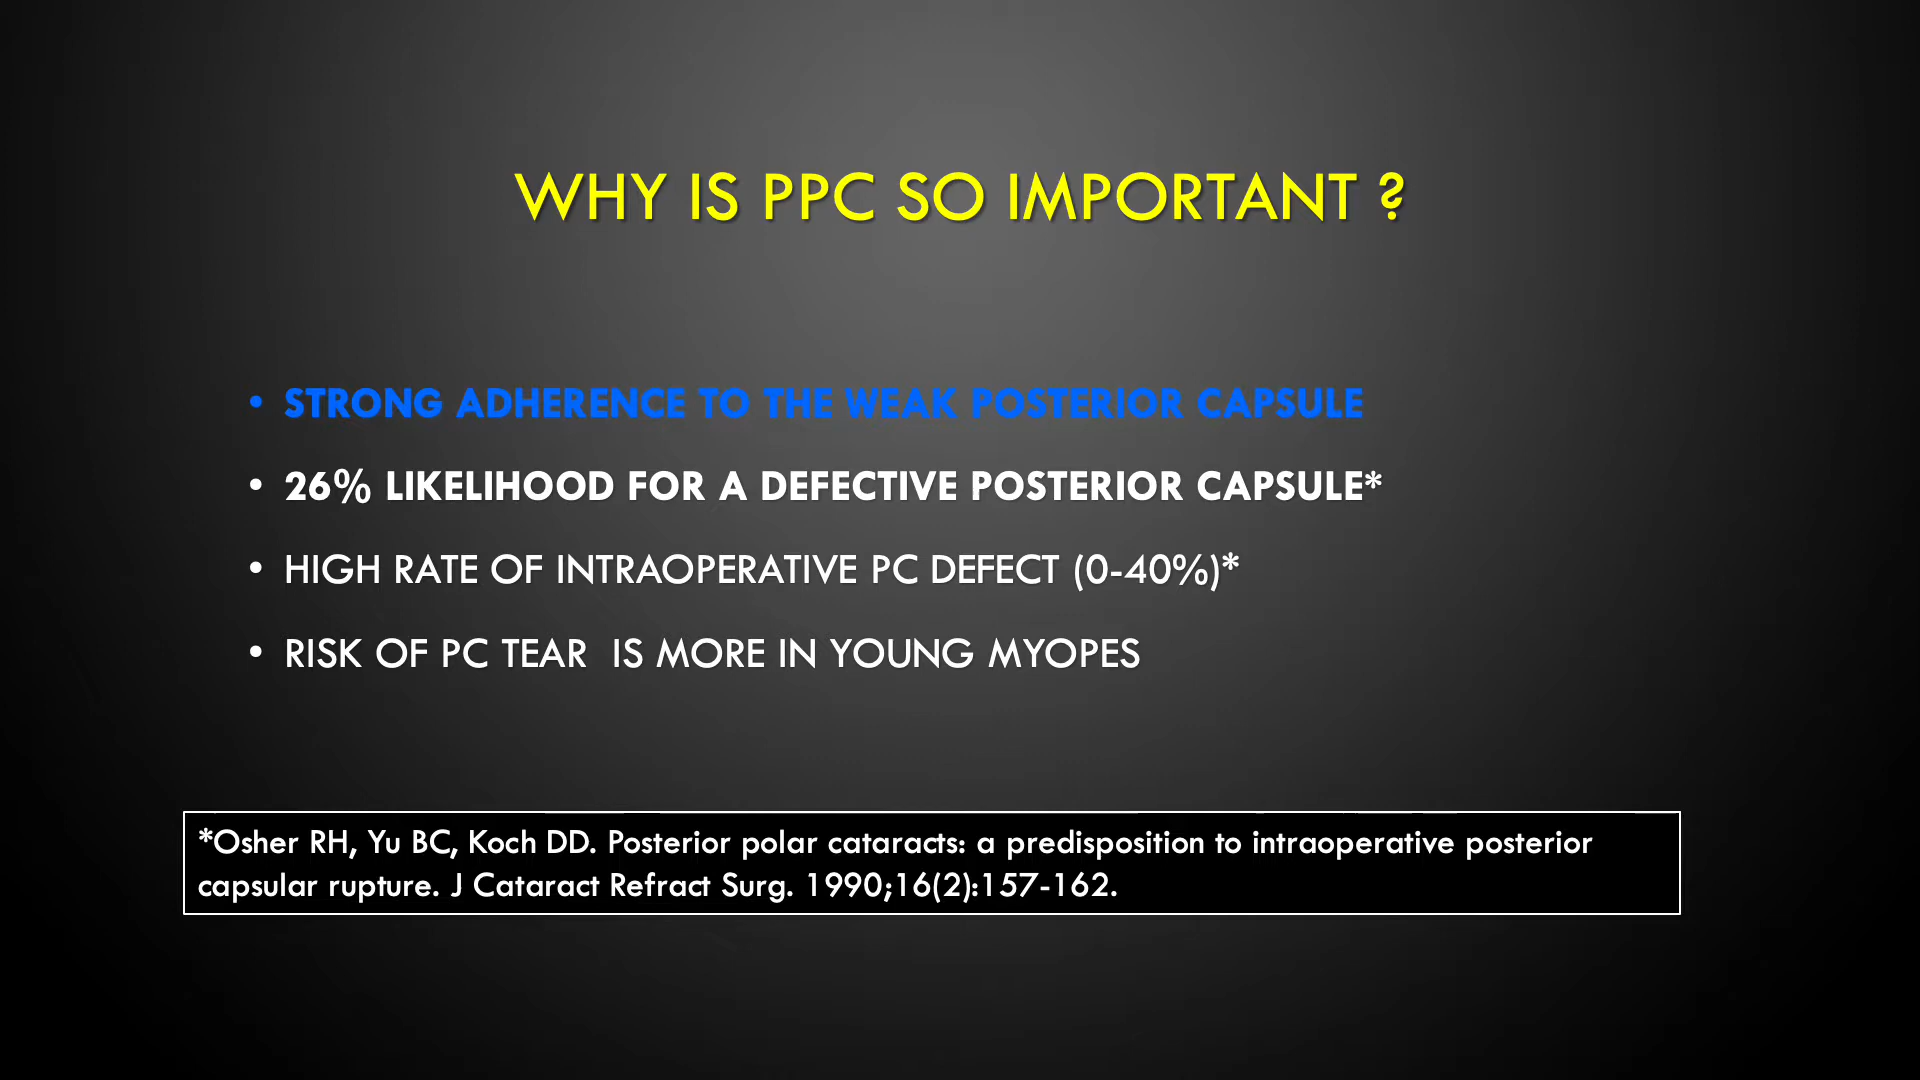 WHY IS PPC SO IMPORTANT ?
• STRONG ADHERENCE TO THE WEAK POSTERIOR CAPSULE
• 26% LIKELIHOOD FOR A DEFECTIVE POSTERIOR CAPSULE*
• HIGH RATE OF INTRAOPERATIVE PC DEFECT (0-40%)*
• RISK OF PC TEAR  IS MORE IN YOUNG MYOPES
*Osher RH, Yu BC, Koch DD. Posterior polar cataracts: a predisposition to intraoperative posterior
capsular rupture. J Cataract Refract Surg. 1990;16(2):157-162.